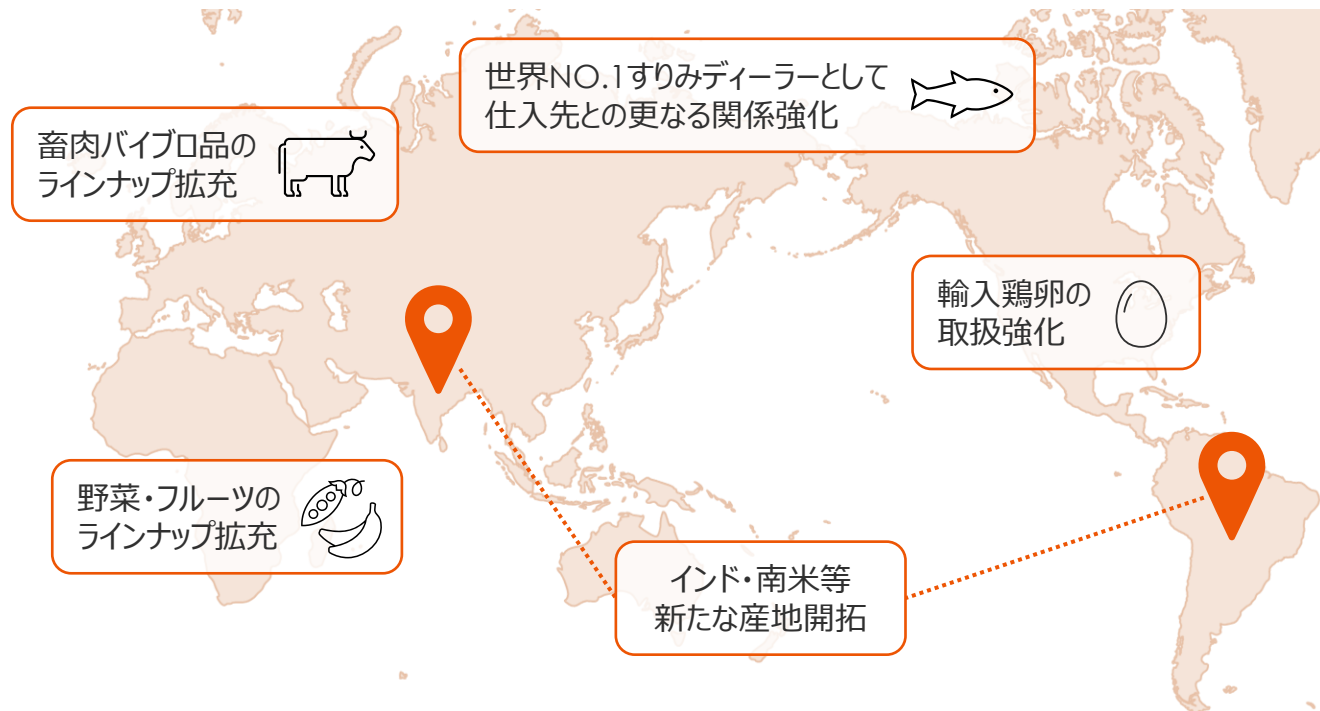 世界NO.1すりみディーラーとして
仕入先との更なる関係強化
畜肉バイブロ品の
ラインナップ拡充
輸入鶏卵の
取扱強化
野菜・フルーツの
ラインナップ拡充
インド・南米等
新たな産地開拓